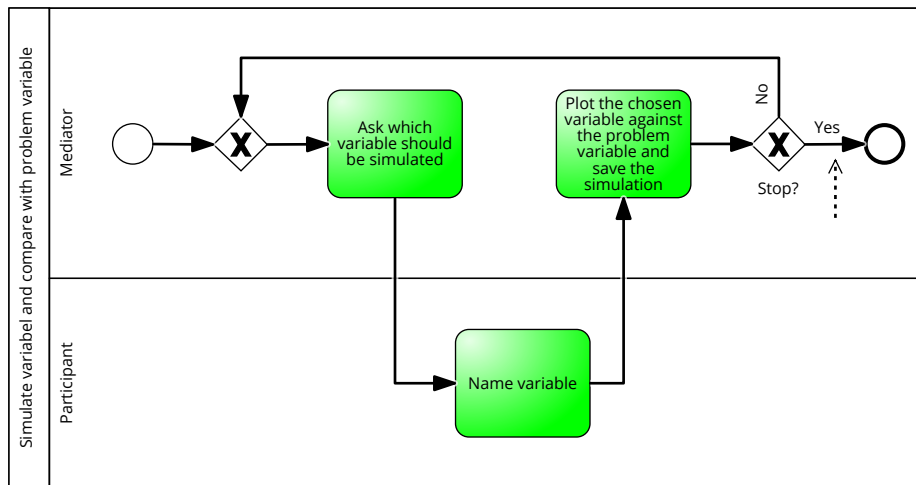 Simulate variabel and compare with problem variable
Mediator
Ask which
variable should
be simulated
Plot the chosen
variable against
the problem
variable and
save the
simulation
No
Yes
Stop?
Participant
Name variable